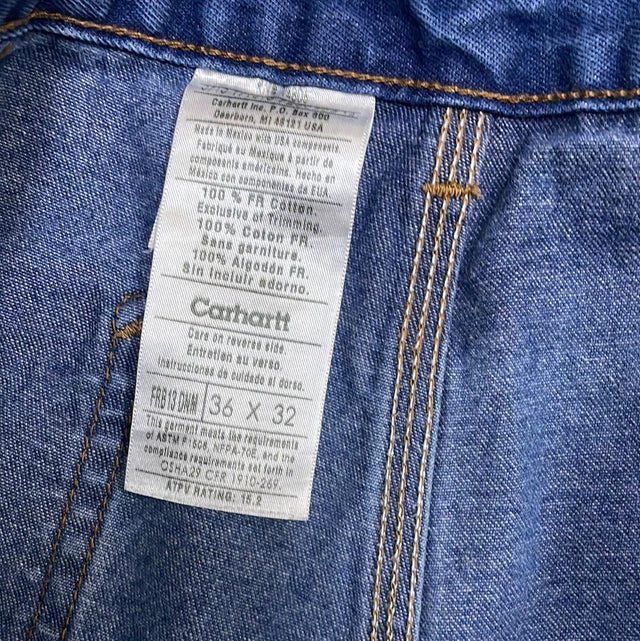 Carhartt Inc. P.O. Box 600
Dearborn, MI 48121 USA
Made in Mexico with USA components.
Fabriqué au Mexique à partir de
composants américains. Hecho en
México con componentes de EUA.
100 % FR Cotton.
Exclusive of Trimming.
100% Coton FR.
Sans garniture.
100% Algodón FR.
Sin incluir adorno.
Carhartt
Care on reverse side.
Entretien au verso.
Instrucciones de cuidado al dorso.
FRB13 DNM 36 X 32
This garment meets the requirements
of ASTM F1506, NFPA-70E, and the
compliance requirements set forth in
OSHA29 CFR 1910-269.
ATPV RATING: 15.2